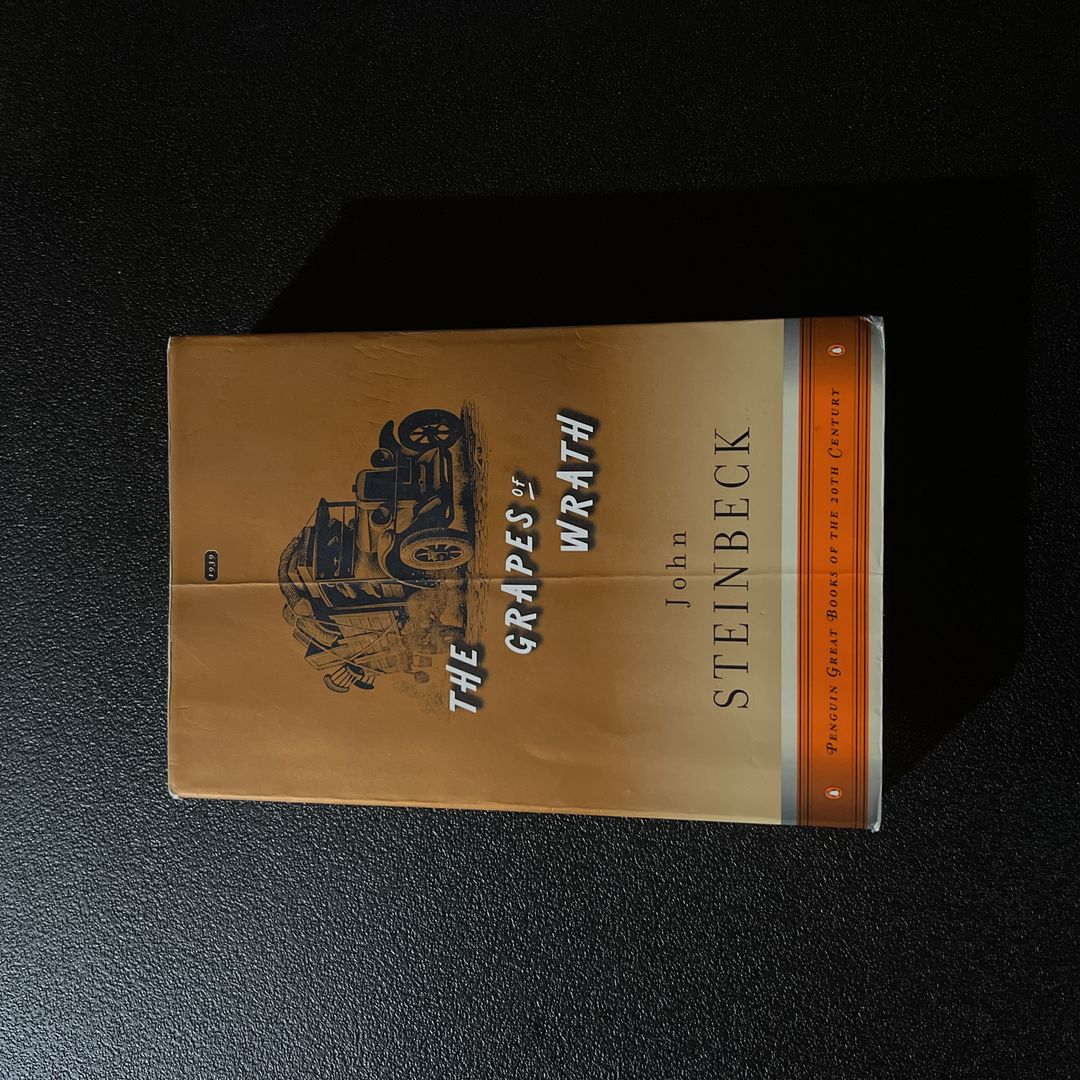 1939
THE
GRAPES OF
WRATH
John
STEINBECK
PENGUIN GREAT BOOKS OF THE 20TH CENTURY